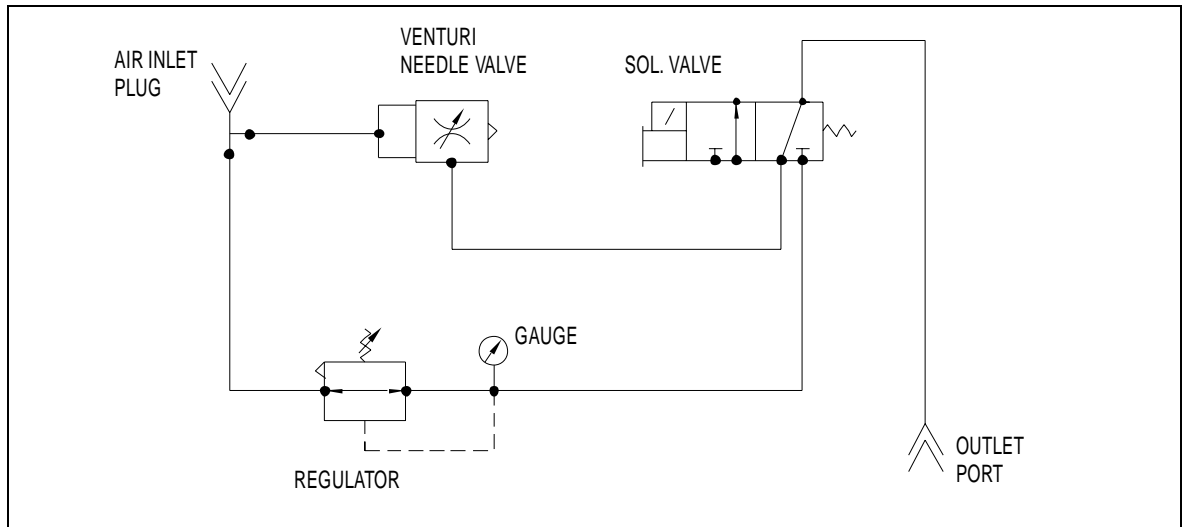 AIR INLET
PLUG
VENTURI
NEEDLE VALVE
SOL. VALVE
GAUGE
REGULATOR
OUTLET
PORT